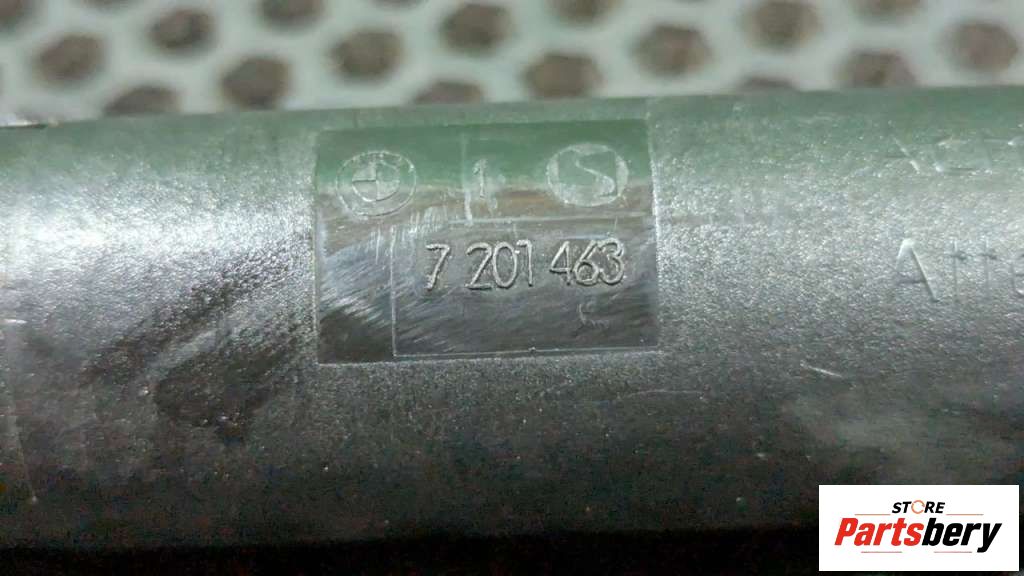 1 S
7 201 463
STORE
Partsbery